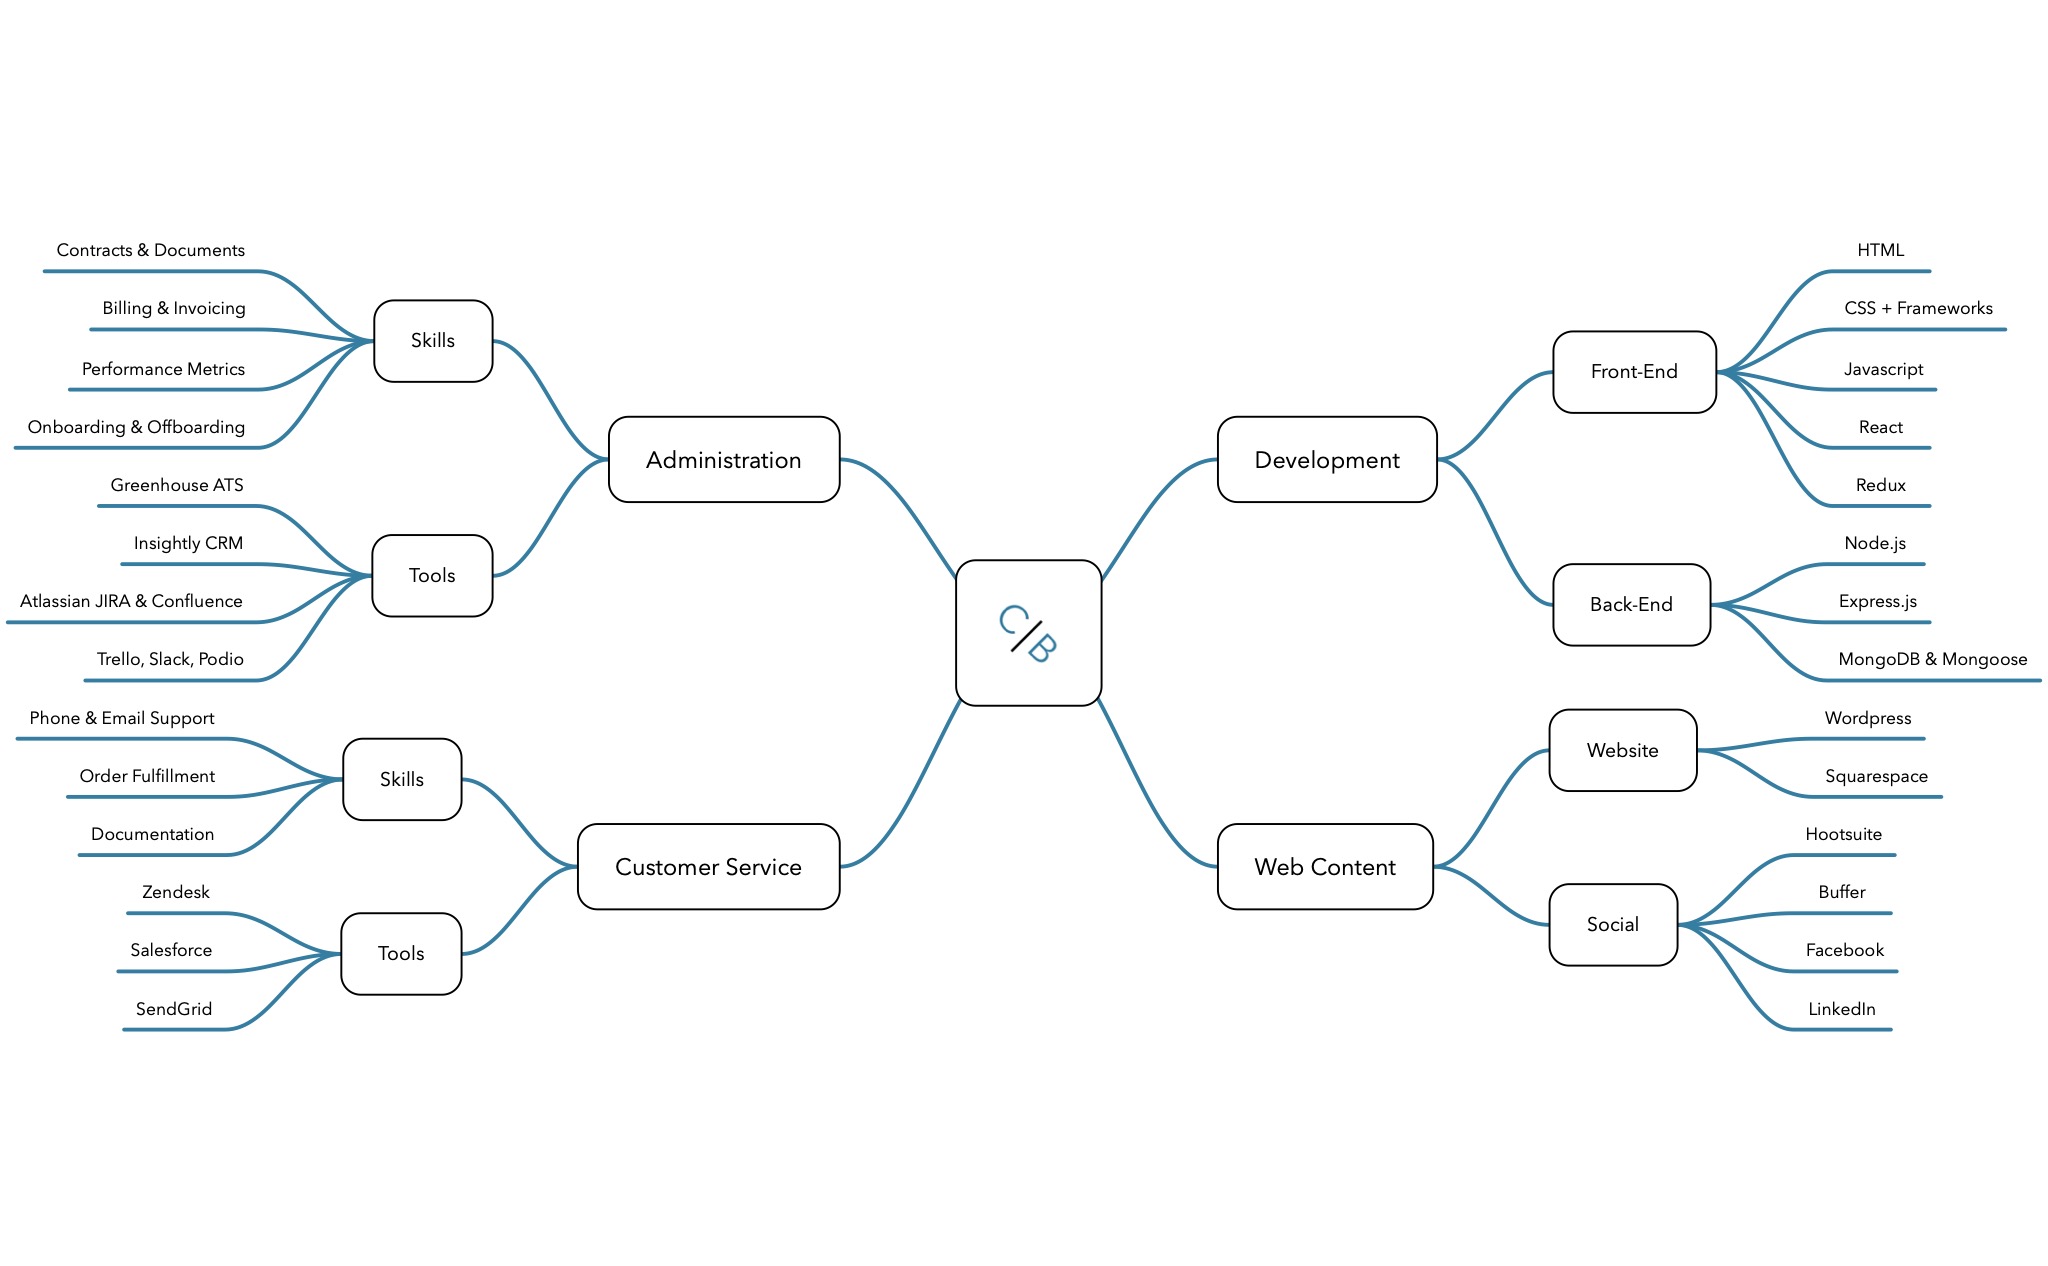 C|B
Administration
Skills
Contracts & Documents
Billing & Invoicing
Performance Metrics
Onboarding & Offboarding
Tools
Greenhouse ATS
Insightly CRM
Atlassian JIRA & Confluence
Trello, Slack, Podio
Customer Service
Skills
Phone & Email Support
Order Fulfillment
Documentation
Tools
Zendesk
Salesforce
SendGrid
Development
Front-End
HTML
CSS + Frameworks
Javascript
React
Redux
Back-End
Node.js
Express.js
MongoDB & Mongoose
Web Content
Website
Wordpress
Squarespace
Social
Hootsuite
Buffer
Facebook
LinkedIn